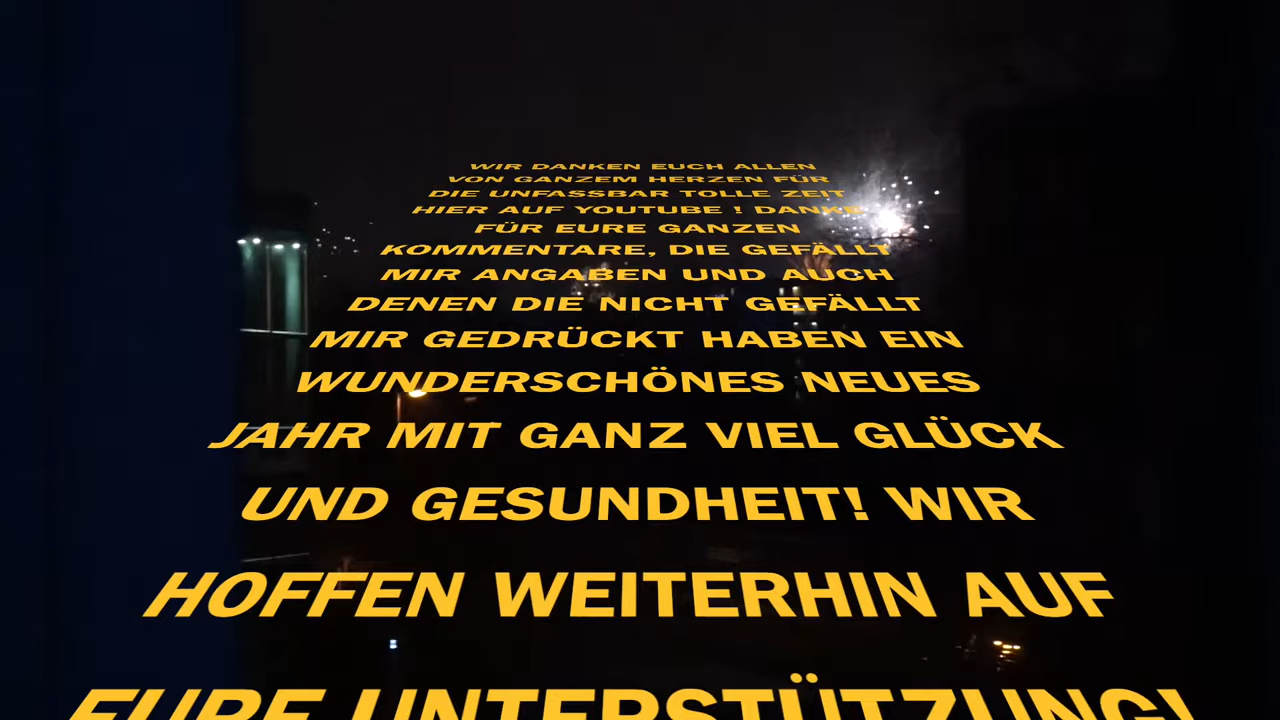 WIR DANKEN EUCH ALLEN
VON GANZEM HERZEN FÜR
DIE UNFASSBAR TOLLE ZEIT
HIER AUF YOUTUBE ! DANKE
FÜR EURE GANZEN
KOMMENTARE, DIE GEFÄLLT
MIR ANGABEN UND AUCH
DENEN DIE NICHT GEFÄLLT
MIR GEDRÜCKT HABEN EIN
WUNDERSCHÖNES NEUES
JAHR MIT GANZ VIEL GLÜCK
UND GESUNDHEIT! WIR
HOFFEN WEITERHIN AUF
EURE UNTERSTÜTZUNG!